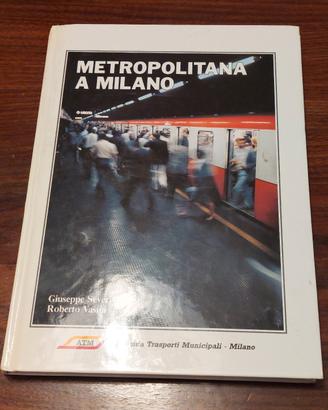 METROPOLITANA
A MILANO
Giuseppe
Roberto
ATM
Trasporti Municipali - Milano